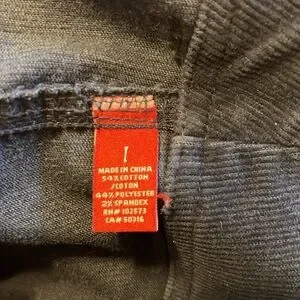 I
MADE IN CHINA
54% COTTON
/COTON
44% POLYESTER
2% SPANDEX
RN# 102573
CA# 50316